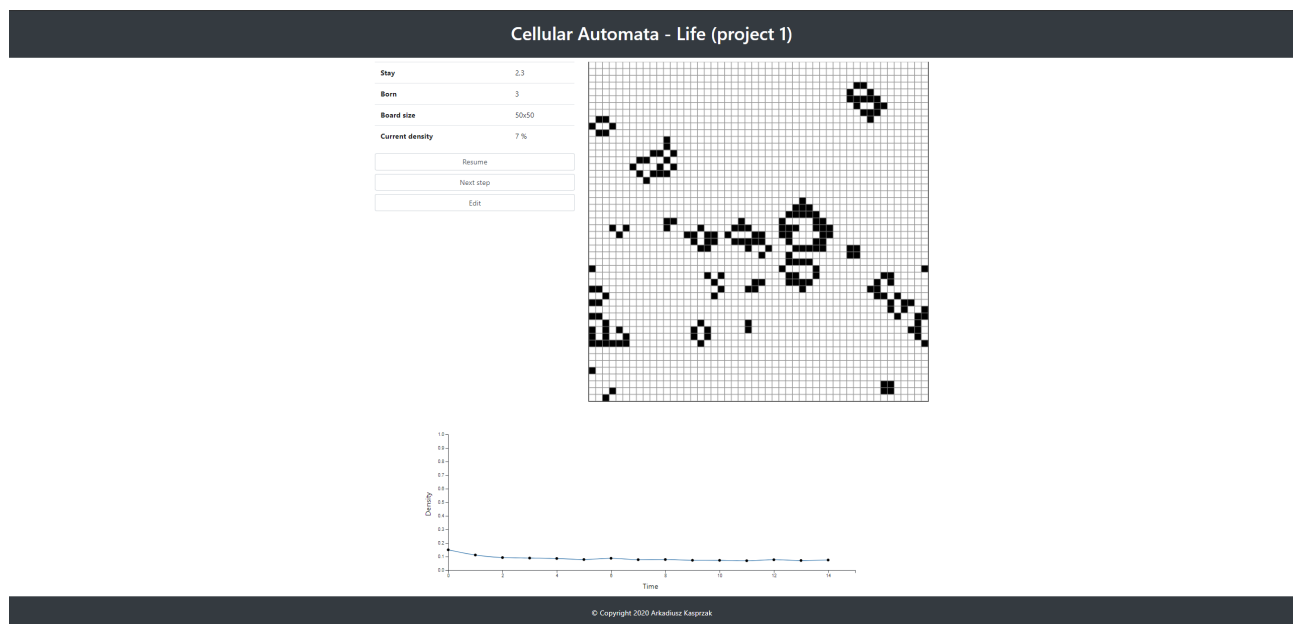 Cellular Automata - Life (project 1)
Stay 2,3
Born 3
Board size 50x50
Current density 7 %
Resume
Next step
Edit
1.0
0.9
0.8
0.7
0.6
0.5
0.4
0.3
0.2
0.1
0.0
Density
0 2 4 6 8 10 12 14
Time
© Copyright 2020 Arkadiusz Kasprzak